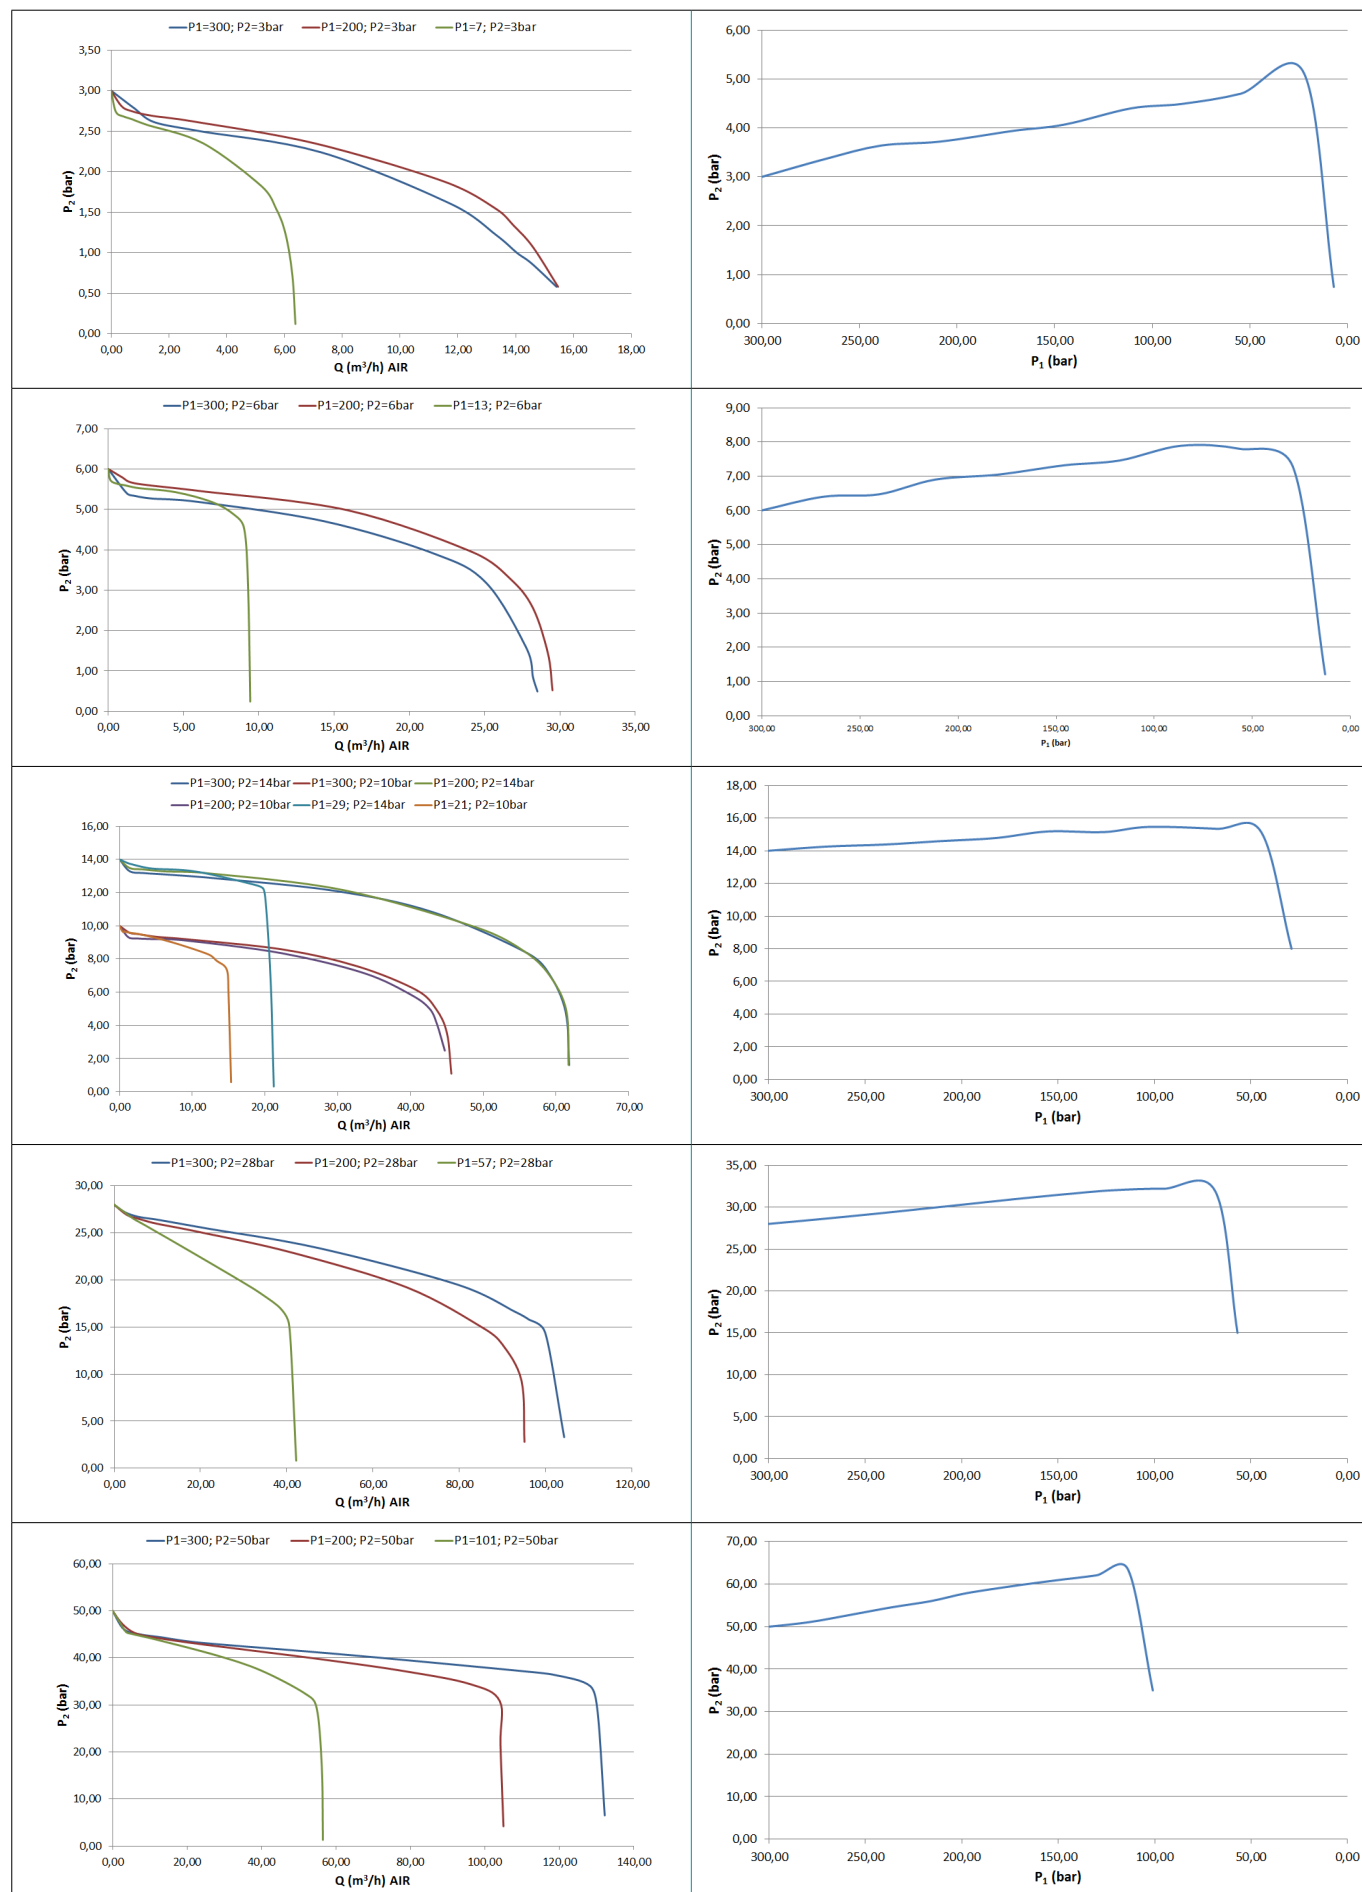 P1=300; P2=3bar P1=200; P2=3bar P1=7; P2=3bar
3,50
3,00
2,50
2,00
1,50
1,00
0,50
0,00
P₂ (bar)
0,00 2,00 4,00 6,00 8,00 10,00 12,00 14,00 16,00 18,00
Q (m³/h) AIR
6,00
5,00
4,00
3,00
2,00
1,00
0,00
P₂ (bar)
300,00 250,00 200,00 150,00 100,00 50,00 0,00
P₁ (bar)
P1=300; P2=6bar P1=200; P2=6bar P1=13; P2=6bar
7,00
6,00
5,00
4,00
3,00
2,00
1,00
0,00
P₂ (bar)
0,00 5,00 10,00 15,00 20,00 25,00 30,00 35,00
Q (m³/h) AIR
9,00
8,00
7,00
6,00
5,00
4,00
3,00
2,00
1,00
0,00
P₂ (bar)
300,00 250,00 200,00 150,00 100,00 50,00 0,00
P₁ (bar)
P1=300; P2=14bar P1=300; P2=10bar P1=200; P2=14bar
P1=200; P2=10bar P1=29; P2=14bar P1=21; P2=10bar
16,00
14,00
12,00
10,00
8,00
6,00
4,00
2,00
0,00
P₂ (bar)
0,00 10,00 20,00 30,00 40,00 50,00 60,00 70,00
Q (m³/h) AIR
18,00
16,00
14,00
12,00
10,00
8,00
6,00
4,00
2,00
0,00
P₂ (bar)
300,00 250,00 200,00 150,00 100,00 50,00 0,00
P₁ (bar)
P1=300; P2=28bar P1=200; P2=28bar P1=57; P2=28bar
30,00
25,00
20,00
15,00
10,00
5,00
0,00
P₂ (bar)
0,00 20,00 40,00 60,00 80,00 100,00 120,00
Q (m³/h) AIR
35,00
30,00
25,00
20,00
15,00
10,00
5,00
0,00
P₂ (bar)
300,00 250,00 200,00 150,00 100,00 50,00 0,00
P₁ (bar)
P1=300; P2=50bar P1=200; P2=50bar P1=101; P2=50bar
60,00
50,00
40,00
30,00
20,00
10,00
0,00
P₂ (bar)
0,00 20,00 40,00 60,00 80,00 100,00 120,00 140,00
Q (m³/h) AIR
70,00
60,00
50,00
40,00
30,00
20,00
10,00
0,00
P₂ (bar)
300,00 250,00 200,00 150,00 100,00 50,00 0,00
P₁ (bar)